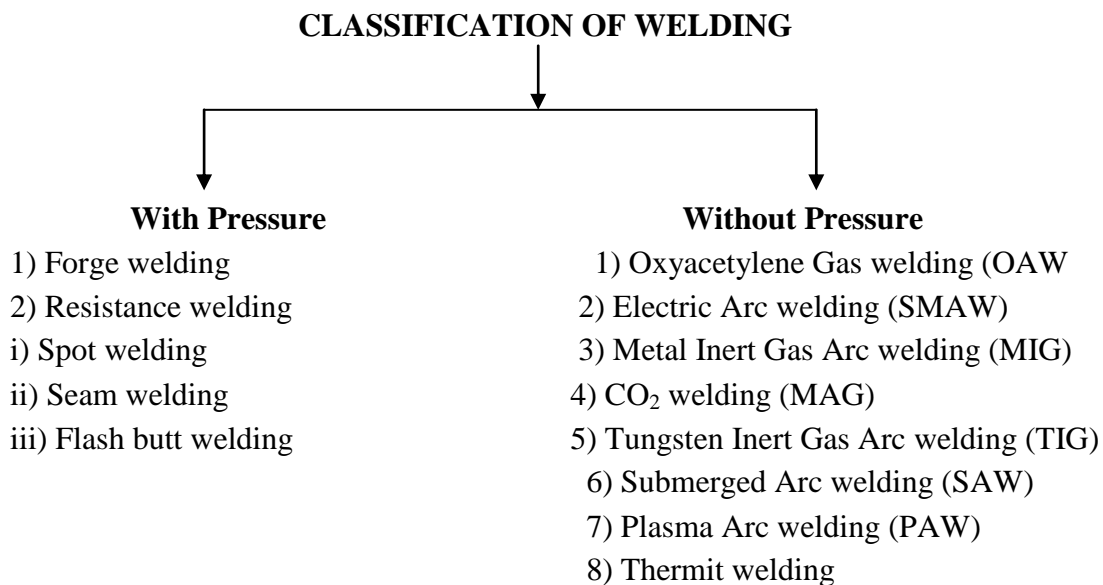 CLASSIFICATION OF WELDING
With Pressure
1) Forge welding
2) Resistance welding
i) Spot welding
ii) Seam welding
iii) Flash butt welding
Without Pressure
1) Oxyacetylene Gas welding (OAW
2) Electric Arc welding (SMAW)
3) Metal Inert Gas Arc welding (MIG)
4) CO₂ welding (MAG)
5) Tungsten Inert Gas Arc welding (TIG)
6) Submerged Arc welding (SAW)
7) Plasma Arc welding (PAW)
8) Thermit welding